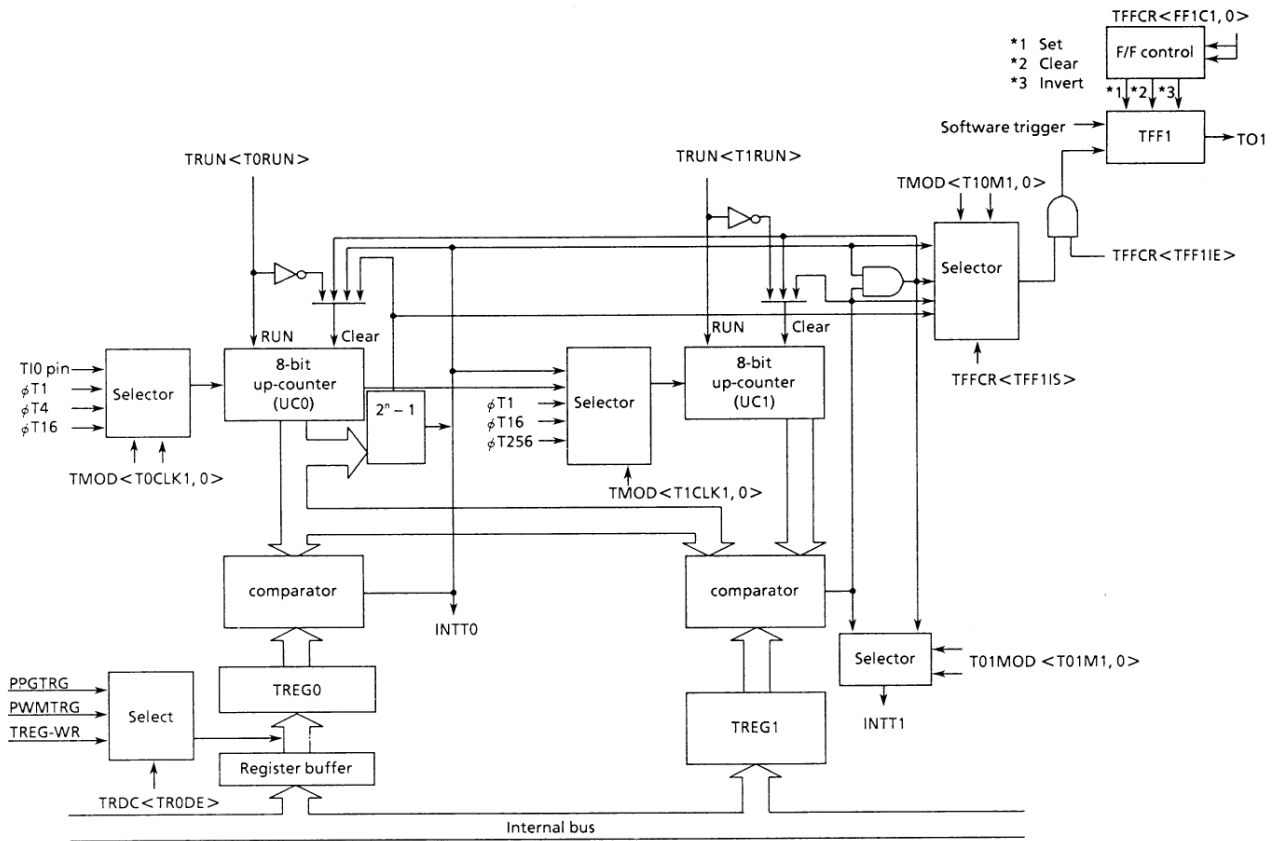 TFFCR<FF1C1, 0>
*1 Set
*2 Clear
*3 Invert
F/F control
*1 *2 *3
Software trigger
TFF1
TO1
TRUN<T0RUN>
TRUN<T1RUN>
TMOD<T10M1, 0>
Selector
TFFCR<TFF1IE>
TFFCR<TFF1IS>
RUN
Clear
RUN
Clear
TI0 pin
φT1
φT4
φT16
Selector
TMOD<T0CLK1, 0>
8-bit
up-counter
(UC0)
2ⁿ – 1
φT1
φT16
φT256
Selector
TMOD<T1CLK1, 0>
8-bit
up-counter
(UC1)
comparator
INTT0
comparator
Selector
T01MOD <T01M1, 0>
INTT1
PPGTRG
PWMTRG
TREG-WR
Select
TRDC<TR0DE>
TREG0
Register buffer
TREG1
Internal bus